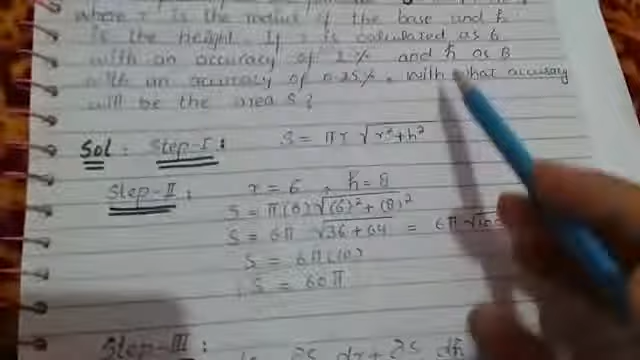 where r is the radius of the base and h
is the height. If r is calculated as 6
with an accuracy of 1% and h as 8
with an accuracy of 0.25%. With what accuracy
will be the area S?
Sol: Step-I: S = πr √r²+h²
Step-II: r = 6, h = 8
S = π(6)√(6)²+(8)²
S = 6π √36+64 = 6π√100
S = 6π(10)
S = 60π
Step-III:
∂S dr + ∂S dh